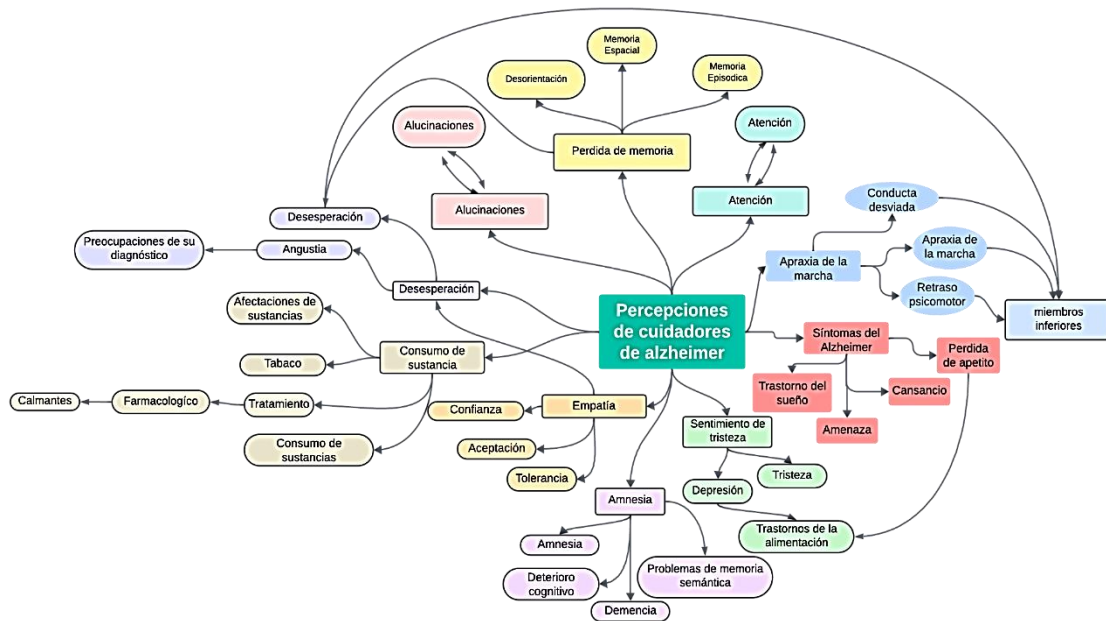 Memoria
Espacial
Memoria
Episodica
Desorientación
Alucinaciones
Atención
Perdida de memoria
Alucinaciones
Atención
Conducta
desviada
Desesperación
Preocupaciones de su
diagnóstico
Angustia
Apraxia de la
marcha
Apraxia de
la marcha
Desesperación
Retraso
psicomotor
Afectaciones de
sustancias
Percepciones
de cuidadores
de alzheimer
miembros
inferiores
Síntomas del
Alzheimer
Perdida
de apetito
Consumo de
sustancia
Tabaco
Trastorno del
sueño
Cansancio
Calmantes
Farmacologíco
Tratamiento
Confianza
Empatía
Amenaza
Sentimiento de
tristeza
Consumo de
sustancias
Aceptación
Tolerancia
Tristeza
Depresión
Amnesia
Trastornos de la
alimentación
Amnesia
Problemas de memoria
semántica
Deterioro
cognitivo
Demencia